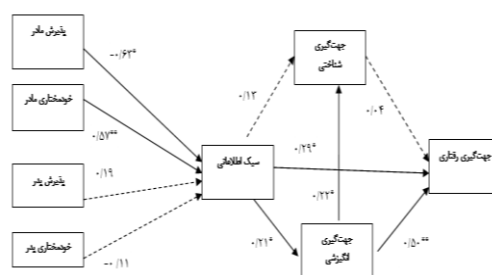 پذیرش مادر
-۰/۶۳*
جهت‌گیری
شناختی
خودمختاری مادر
۰/۵۷**
۰/۱۳
۰/۰۴
پذیرش پدر
۰/۱۹
سبک اطلاعاتی
۰/۲۹*
جهت‌گیری رفتاری
۰/۲۲*
خودمختاری پدر
-۰/۱۱
۰/۲۱*
جهت‌گیری
انگیزشی
۰/۵۰**